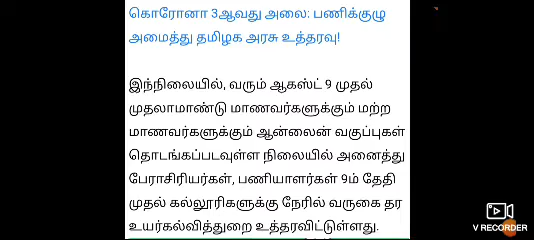 கொரோனா 3ஆவது அலை: பணிக்குழு
அமைத்து தமிழக அரசு உத்தரவு!
இந்நிலையில், வரும் ஆகஸ்ட் 9 முதல்
முதலாமாண்டு மாணவர்களுக்கும் மற்ற
மாணவர்களுக்கும் ஆன்லைன் வகுப்புகள்
தொடங்கப்படவுள்ள நிலையில் அனைத்து
பேராசிரியர்கள், பணியாளர்கள் 9ம் தேதி
முதல் கல்லூரிகளுக்கு நேரில் வருகை தர
உயர்கல்வித்துறை உத்தரவிட்டுள்ளது.
V RECORDER